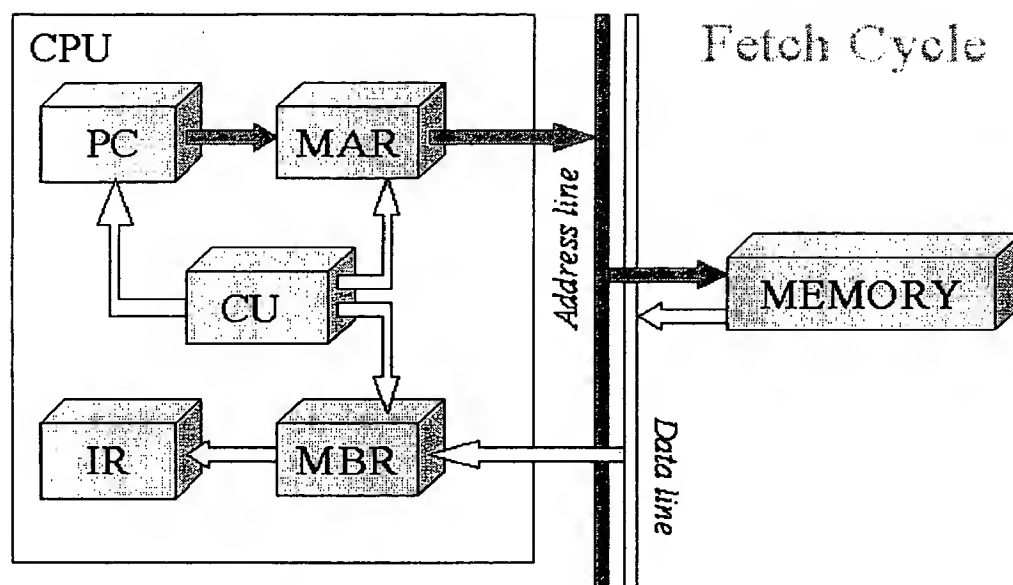 Fetch Cycle
CPU
PC
MAR
Address line
CU
MEMORY
IR
MBR
Data line